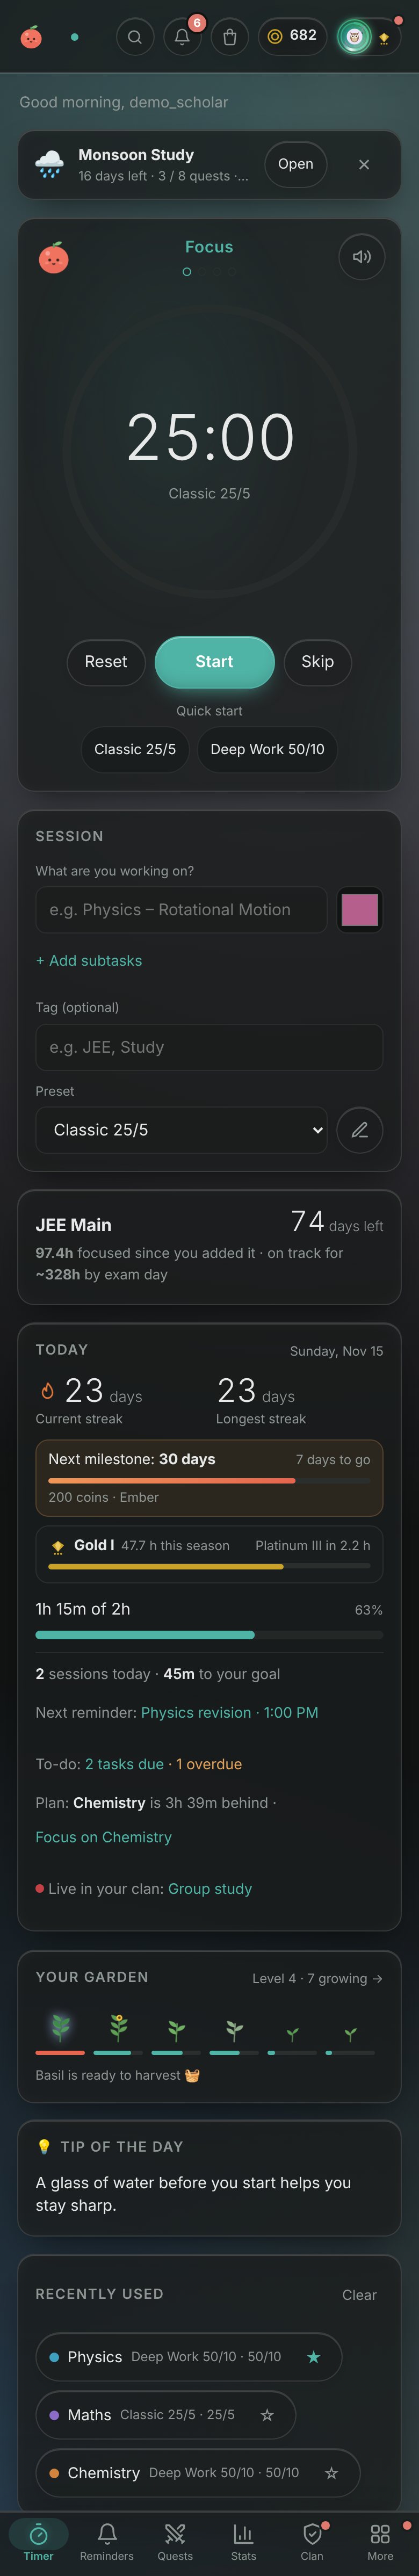 6
682
Good morning, demo_scholar
Monsoon Study
16 days left · 3 / 8 quests ·...
Open
×
Focus
25:00
Classic 25/5
Reset
Start
Skip
Quick start
Classic 25/5
Deep Work 50/10
SESSION
What are you working on?
e.g. Physics – Rotational Motion
+ Add subtasks
Tag (optional)
e.g. JEE, Study
Preset
Classic 25/5
JEE Main
74 days left
97.4h focused since you added it · on track for
~328h by exam day
TODAY
Sunday, Nov 15
23 days
Current streak
23 days
Longest streak
Next milestone: 30 days
7 days to go
200 coins · Ember
Gold I 47.7 h this season
Platinum III in 2.2 h
1h 15m of 2h
63%
2 sessions today · 45m to your goal
Next reminder: Physics revision · 1:00 PM
To-do: 2 tasks due · 1 overdue
Plan: Chemistry is 3h 39m behind ·
Focus on Chemistry
Live in your clan: Group study
YOUR GARDEN
Level 4 · 7 growing →
Basil is ready to harvest
TIP OF THE DAY
A glass of water before you start helps you
stay sharp.
RECENTLY USED
Clear
Physics Deep Work 50/10 · 50/10
Maths Classic 25/5 · 25/5
Chemistry Deep Work 50/10 · 50/10
Timer
Reminders
Quests
Stats
Clan
More